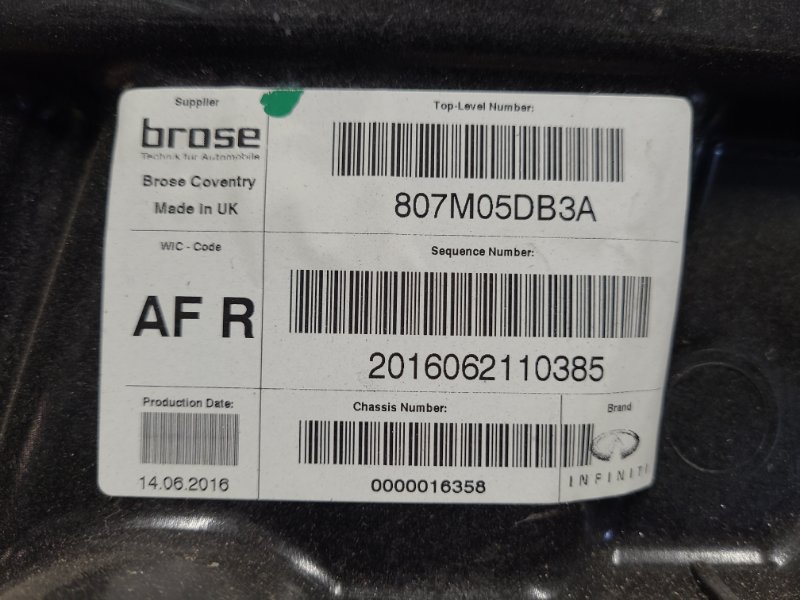 Supplier
brose
Technik für Automobile
Brose Coventry
Made in UK
Top-Level Number:
807M05DB3A
WIC - Code
AF R
Sequence Number:
2016062110385
Production Date:
14.06.2016
Chassis Number:
0000016358
Brand
INFINITI